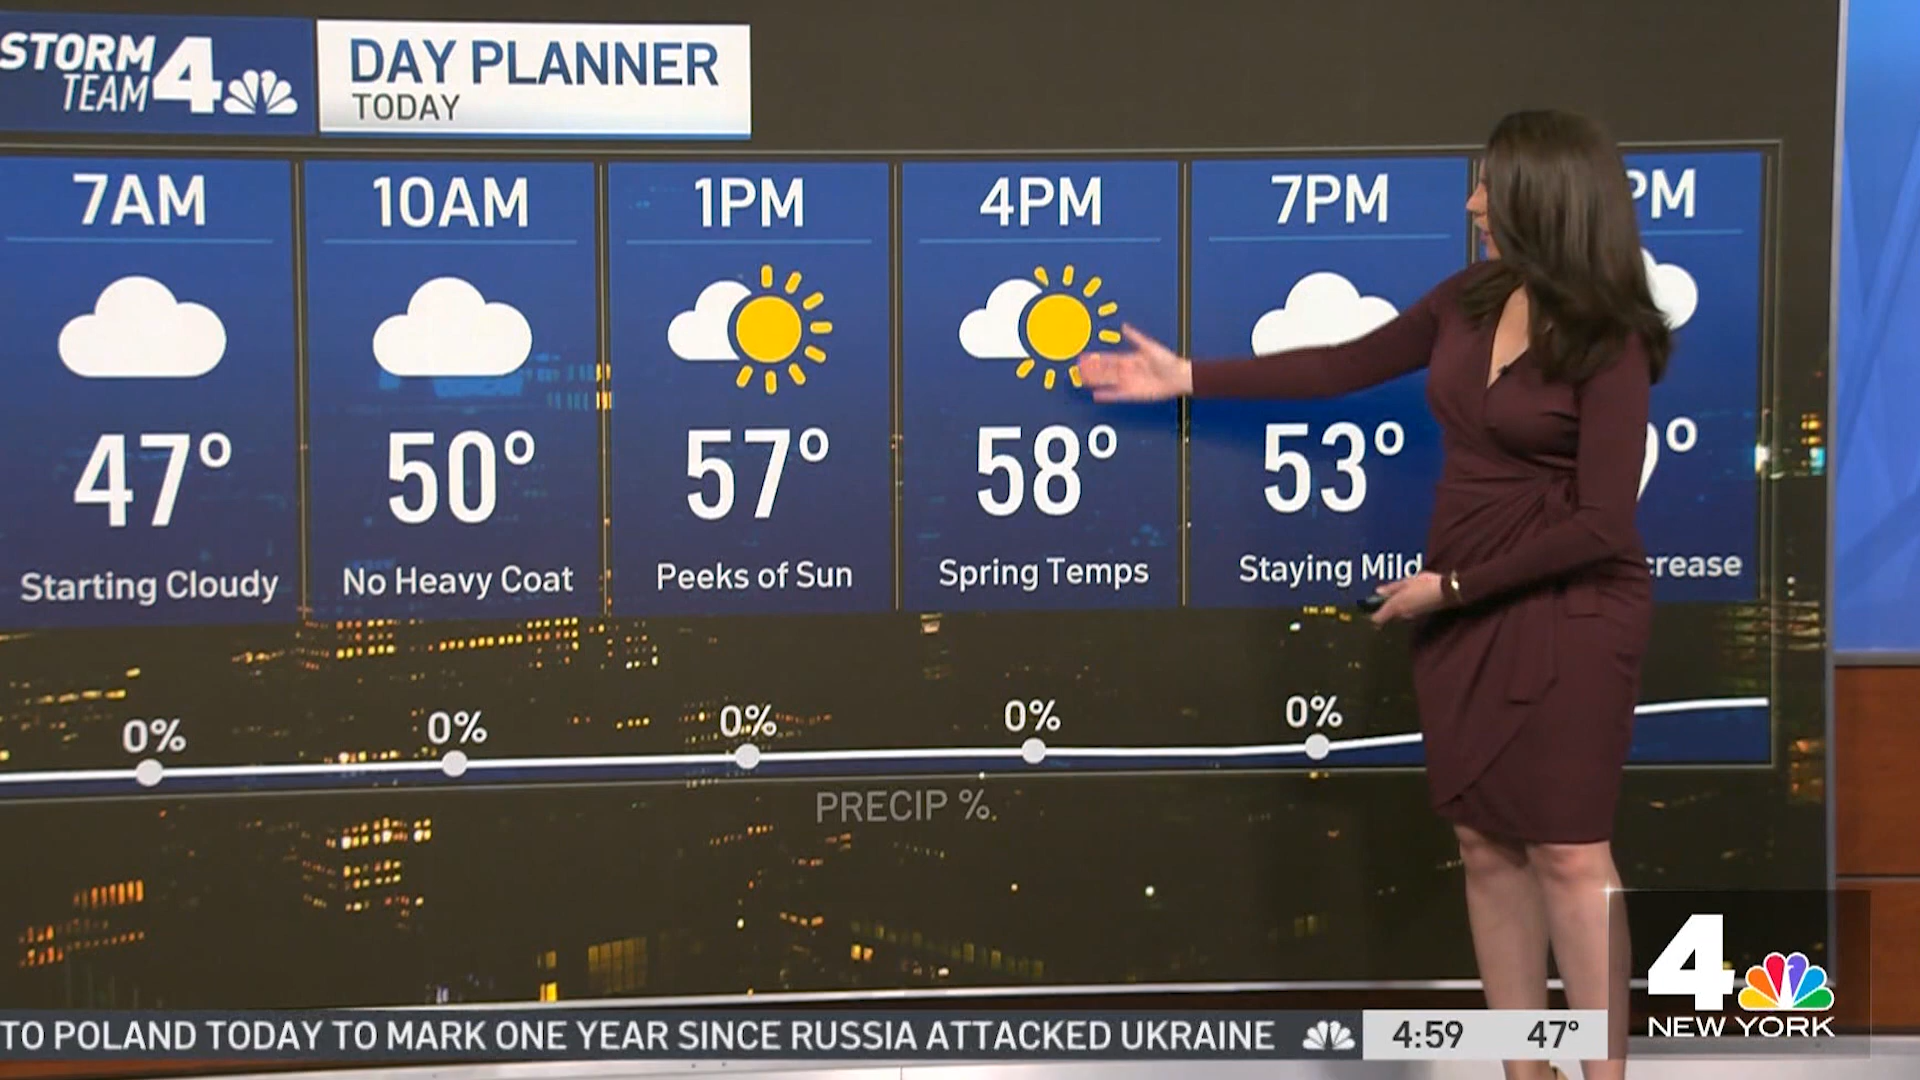 STORM
TEAM 4
DAY PLANNER
TODAY
7AM
10AM
1PM
4PM
7PM
PM
47°
50°
57°
58°
53°
°
Starting Cloudy
No Heavy Coat
Peeks of Sun
Spring Temps
Staying Mild
crease
0%
0%
0%
0%
0%
PRECIP %
4
NEW YORK
TO POLAND TODAY TO MARK ONE YEAR SINCE RUSSIA ATTACKED UKRAINE
4:59 47°